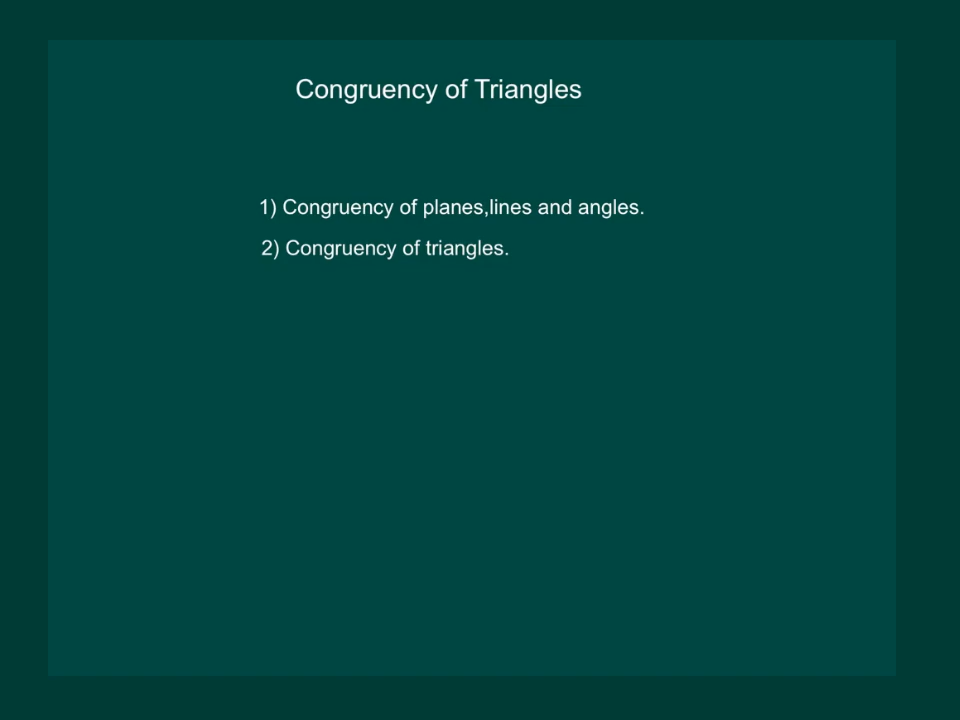 Congruency of Triangles
1) Congruency of planes,lines and angles.
2) Congruency of triangles.